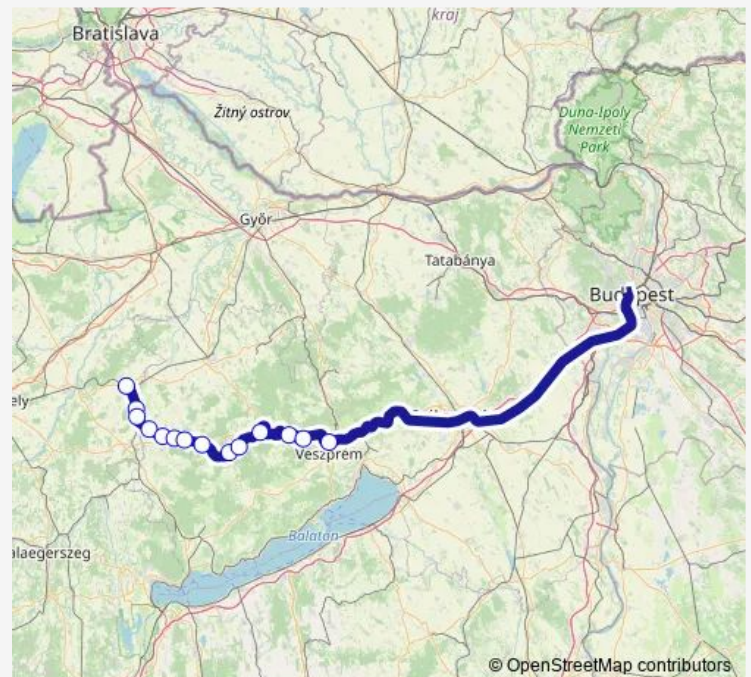 kraj
Bratislava
Žitný ostrov
Duna-Ipoly
Nemzeti
Park
Győr
Tatabánya
Budapest
ely
Veszprém
Balaton
alaegerszeg
© OpenStreetMap contributors